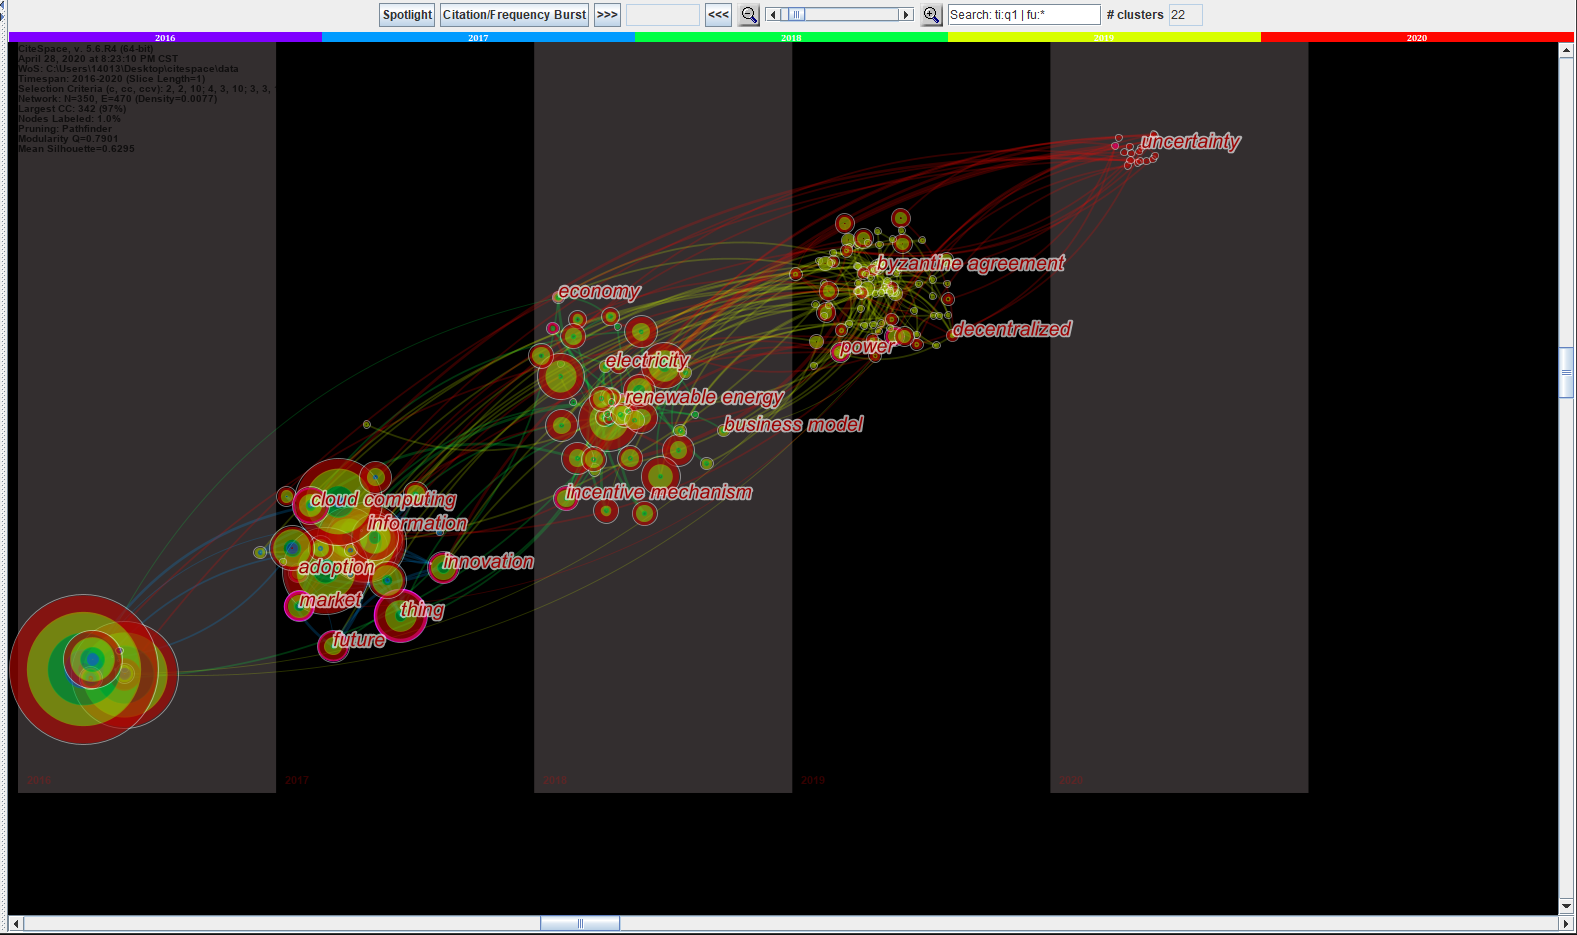 Spotlight Citation/Frequency Burst >>> <<< Search: ti:q1 | fu:* # clusters 22
2016 2017 2018 2019 2020
CiteSpace, v. 5.6.R4 (64-bit)
April 28, 2020 at 8:23:10 PM CST
WoS: C:\Users\14013\Desktop\citespace\data
Timespan: 2016-2020 (Slice Length=1)
Selection Criteria (c, cc, ccv): 2, 2, 10; 4, 3, 10; 3, 3,
Network: N=350, E=470 (Density=0.0077)
Largest CC: 342 (97%)
Nodes Labeled: 1.0%
Pruning: Pathfinder
Modularity Q=0.7901
Mean Silhouette=0.6295
uncertainty
byzantine agreement
economy
decentralized
power
electricity
renewable energy
business model
incentive mechanism
cloud computing
information
innovation
adoption
market
thing
future
2016 2017 2018 2019 2020